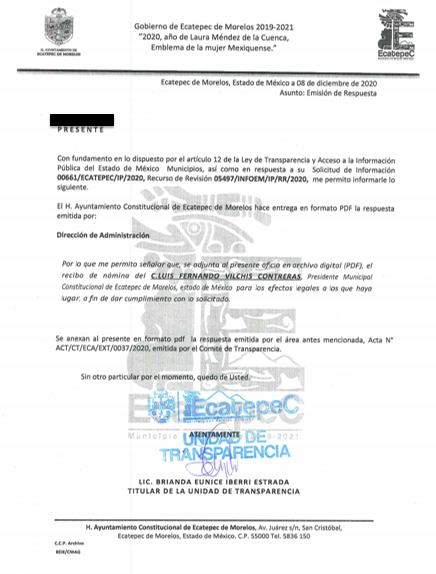 H. AYUNTAMIENTO DE
ECATEPEC DE MORELOS
Gobierno de Ecatepec de Morelos 2019-2021
"2020, año de Laura Méndez de la Cuenca,
Emblema de la mujer Mexiquense."
EcatepeC
Ecatepec de Morelos, Estado de México a 08 de diciembre de 2020
Asunto: Emisión de Respuesta
PRESENTE
Con fundamento en lo dispuesto por el artículo 12 de la Ley de Transparencia y Acceso a la Información
Pública del Estado de México Municipios, así como en respuesta a su Solicitud de Información
00661/ECATEPEC/IP/2020, Recurso de Revisión 05497/INFOEM/IP/RR/2020, me permito informarle lo
siguiente.
El H. Ayuntamiento Constitucional de Ecatepec de Morelos hace entrega en formato PDF la respuesta
emitida por:
Dirección de Administración
Por lo que me permito señalar que, se adjunta al presente oficio en archivo digital (PDF), el
recibo de nómina del C.LUIS FERNANDO VILCHIS CONTRERAS, Presidente Municipal
Constitucional de Ecatepec de Morelos, estado de México para los efectos legales a los que haya
lugar, a fin de dar cumplimiento con lo solicitado.
Se anexan al presente en formato pdf la respuesta emitida por el área antes mencionada, Acta N°
ACT/CT/ECA/EXT/0037/2020, emitida por el Comité de Transparencia.
Sin otro particular por el momento, quedo de Usted.
EcatepeC
ATENTAMENTE
Municipio 2019-2021
UNIDAD DE
TRANSPARENCIA
LIC. BRIANDA EUNICE IBERRI ESTRADA
TITULAR DE LA UNIDAD DE TRANSPARENCIA
H. Ayuntamiento Constitucional de Ecatepec de Morelos, Av. Juárez s/n, San Cristóbal,
Ecatepec de Morelos, Estado de México. C.P. 55000 Tel. 5836 150
C.C.P. Archivo
BEIE/CMAG